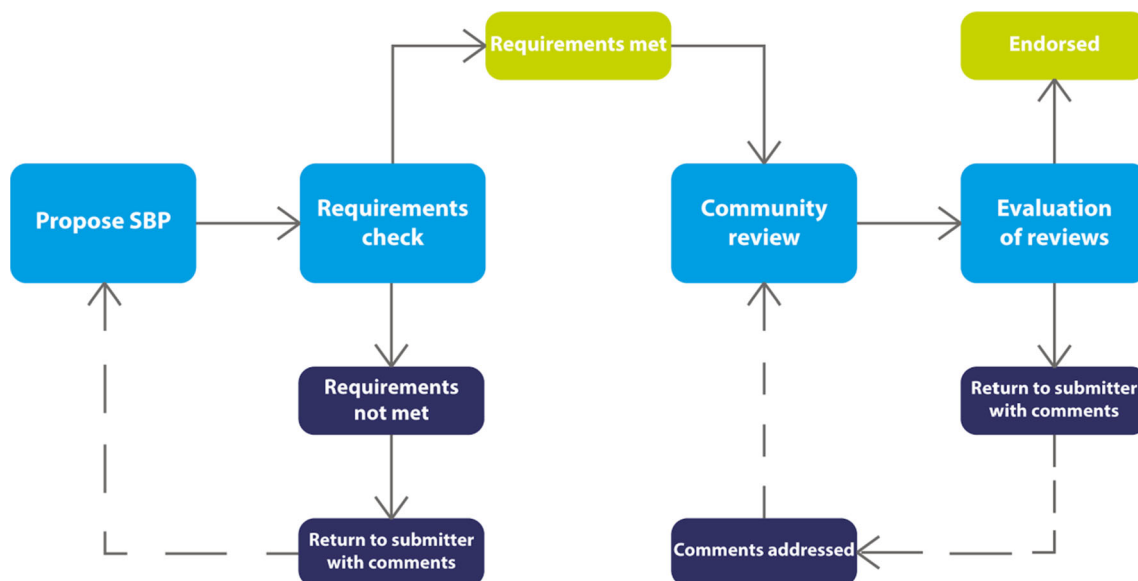 Requirements met
Endorsed
Propose SBP
Requirements
check
Community
review
Evaluation
of reviews
Requirements
not met
Return to submitter
with comments
Return to submitter
with comments
Comments addressed